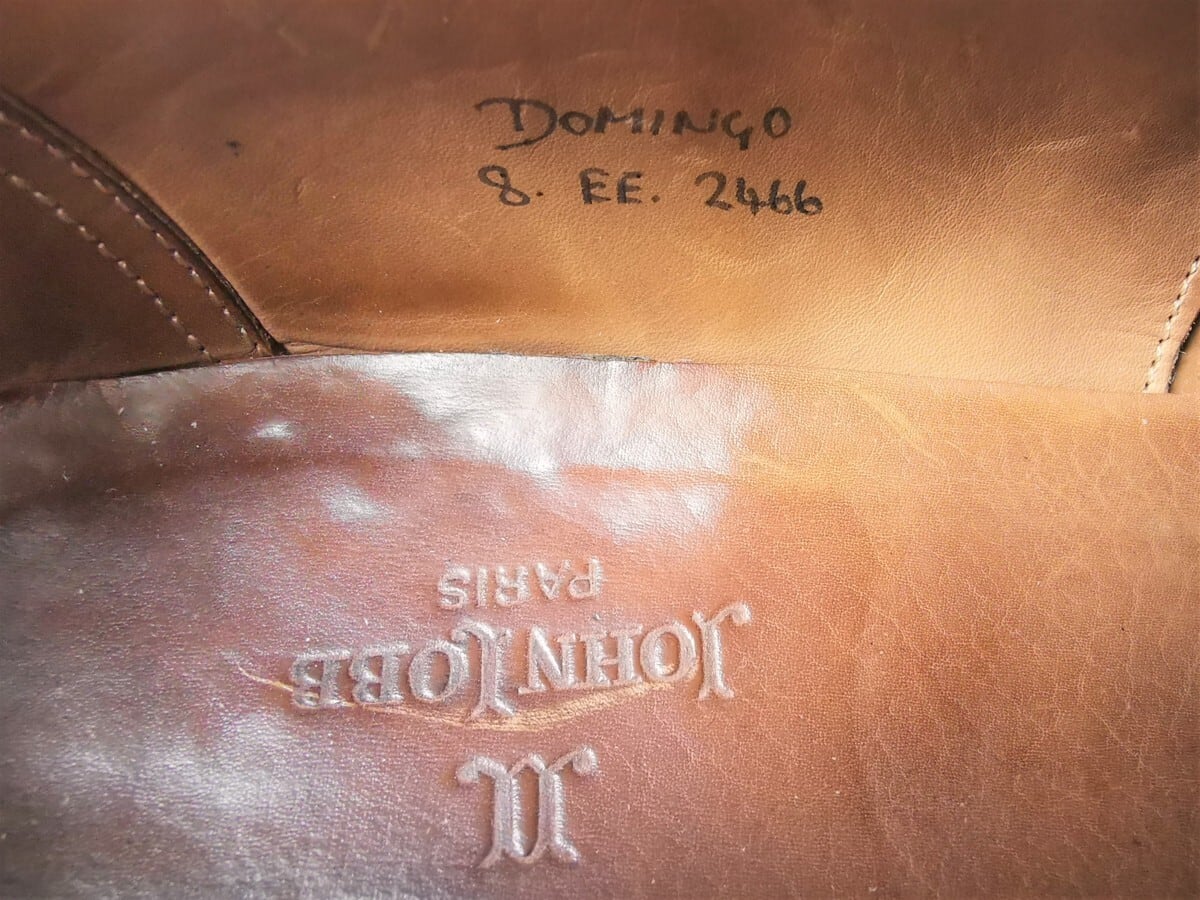 DOMINGO
8. EE. 2466
JOHN LOBB
PARIS